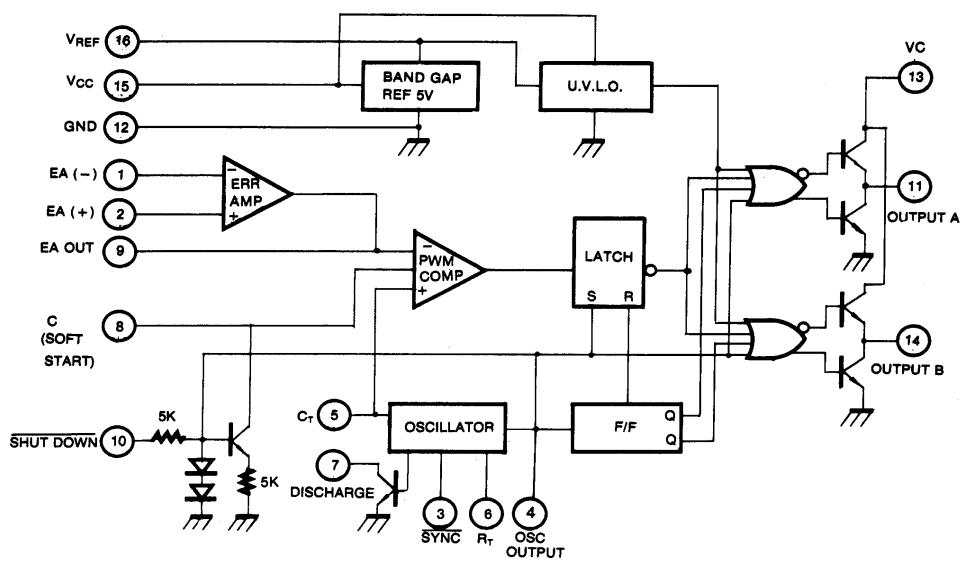 VREF 16
VCC 15
GND 12
EA (−) 1
EA (+) 2
EA OUT 9
C 8
(SOFT
START)
SHUT DOWN 10
5K
5K
BAND GAP
REF 5V
U.V.L.O.
ERR
AMP
−
+
PWM
COMP
−
+
LATCH
S R
CT 5
OSCILLATOR
F/F
Q
Q
7
DISCHARGE
3
SYNC
6
RT
4
OSC
OUTPUT
VC
13
11
OUTPUT A
14
OUTPUT B